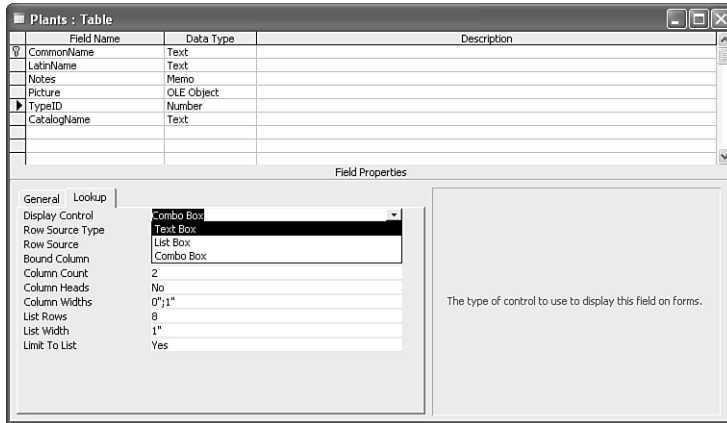 Plants : Table
Field Name Data Type Description
CommonName Text
LatinName Text
Notes Memo
Picture OLE Object
TypeID Number
CatalogName Text
Field Properties
General Lookup
Display Control Combo Box
Row Source Type Text Box
Row Source List Box
Bound Column Combo Box
Column Count 2
Column Heads No
Column Widths 0";1"
List Rows 8
List Width 1"
Limit To List Yes
The type of control to use to display this field on forms.